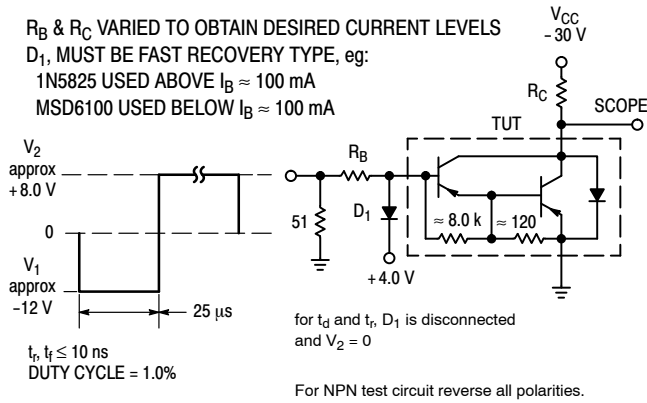 R_B & R_C VARIED TO OBTAIN DESIRED CURRENT LEVELS
D_1, MUST BE FAST RECOVERY TYPE, eg:
1N5825 USED ABOVE I_B ≈ 100 mA
MSD6100 USED BELOW I_B ≈ 100 mA
V_CC
- 30 V
R_C
SCOPE
TUT
V_2
approx
+8.0 V
R_B
51
D_1
≈ 8.0 k
≈ 120
0
+4.0 V
V_1
approx
-12 V
25 µs
t_r, t_f ≤ 10 ns
DUTY CYCLE = 1.0%
for t_d and t_r, D_1 is disconnected
and V_2 = 0
For NPN test circuit reverse all polarities.